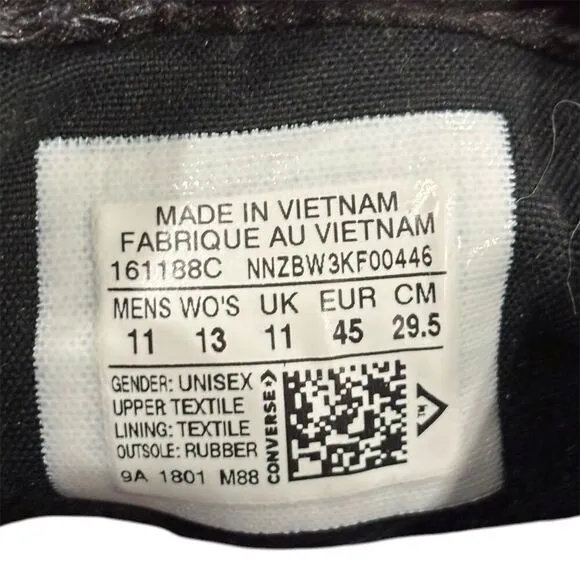 MADE IN VIETNAM
FABRIQUE AU VIETNAM
161188C NNZBW3KF00446
MENS WO'S UK EUR CM
11 13 11 45 29.5
GENDER: UNISEX
UPPER: TEXTILE
LINING: TEXTILE
OUTSOLE: RUBBER
9A 1801 M88
CONVERSE
TM